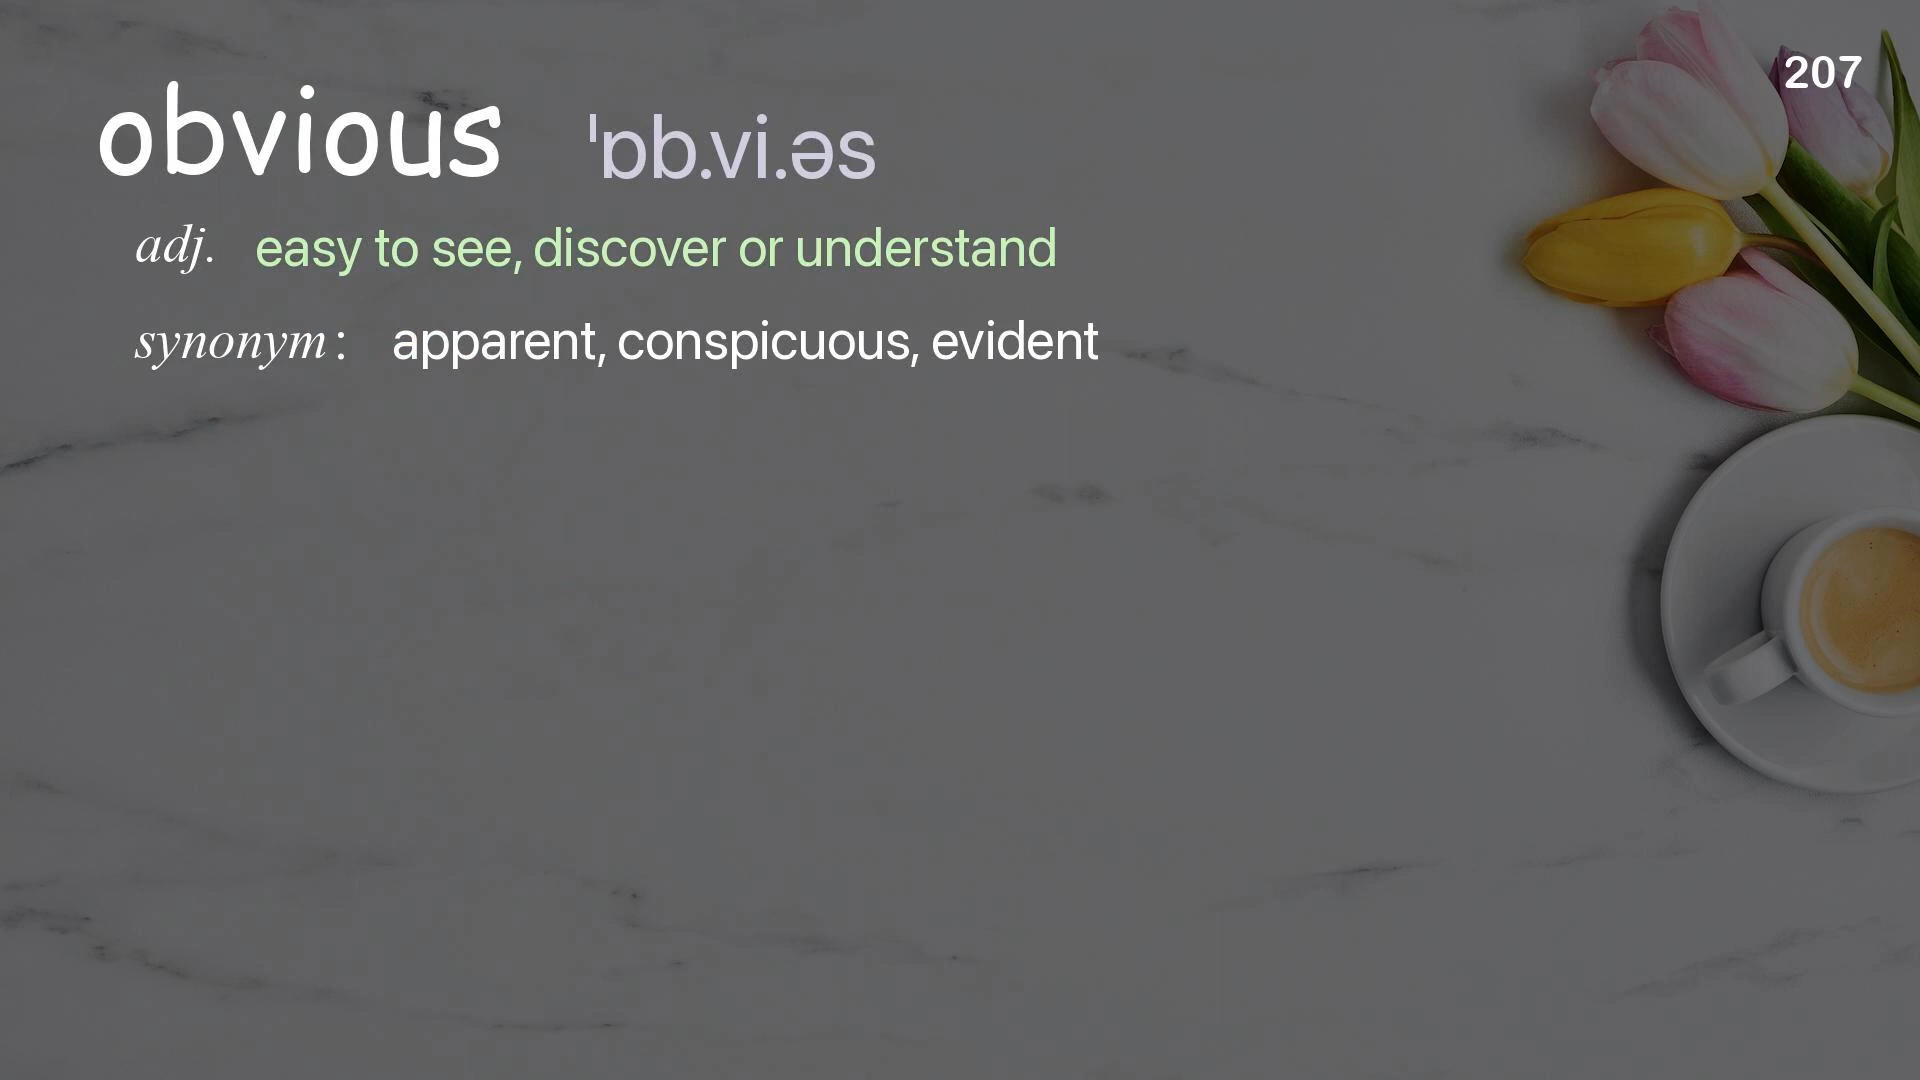 207
obvious ˈɒb.vi.əs
adj. easy to see, discover or understand
synonym: apparent, conspicuous, evident